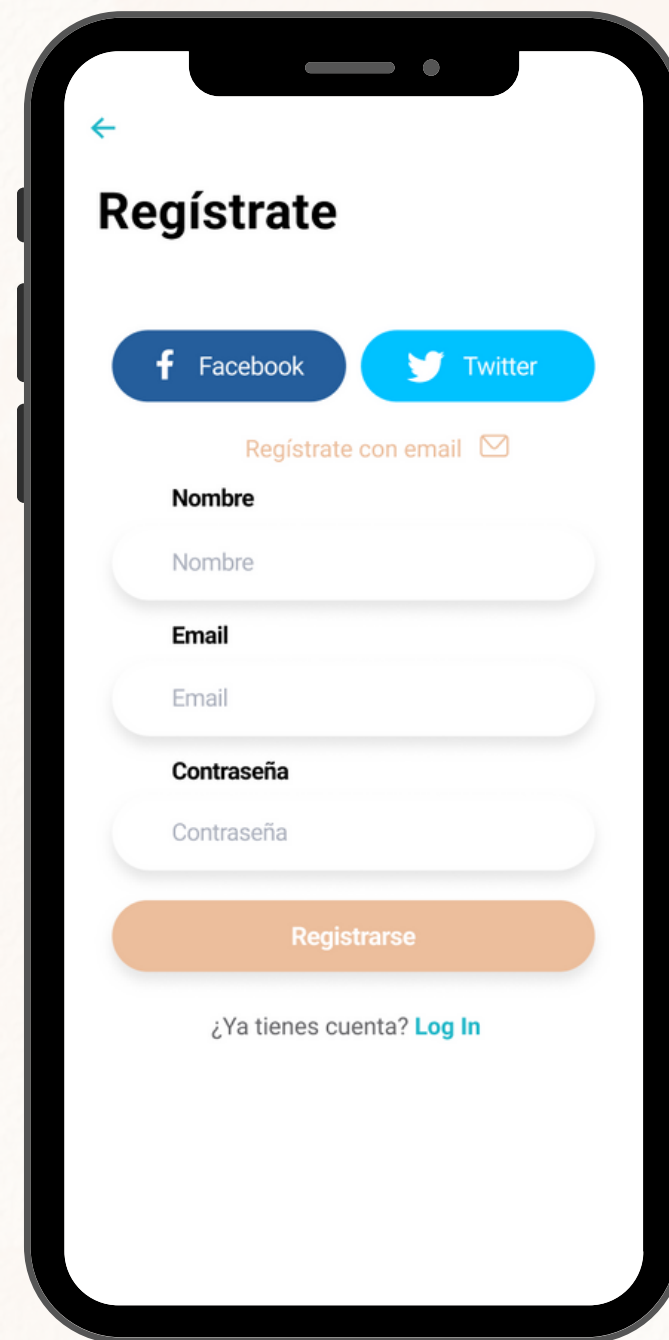 Regístrate
Facebook
Twitter
Regístrate con email
Nombre
Nombre
Email
Email
Contraseña
Contraseña
Registrarse
¿Ya tienes cuenta? Log In